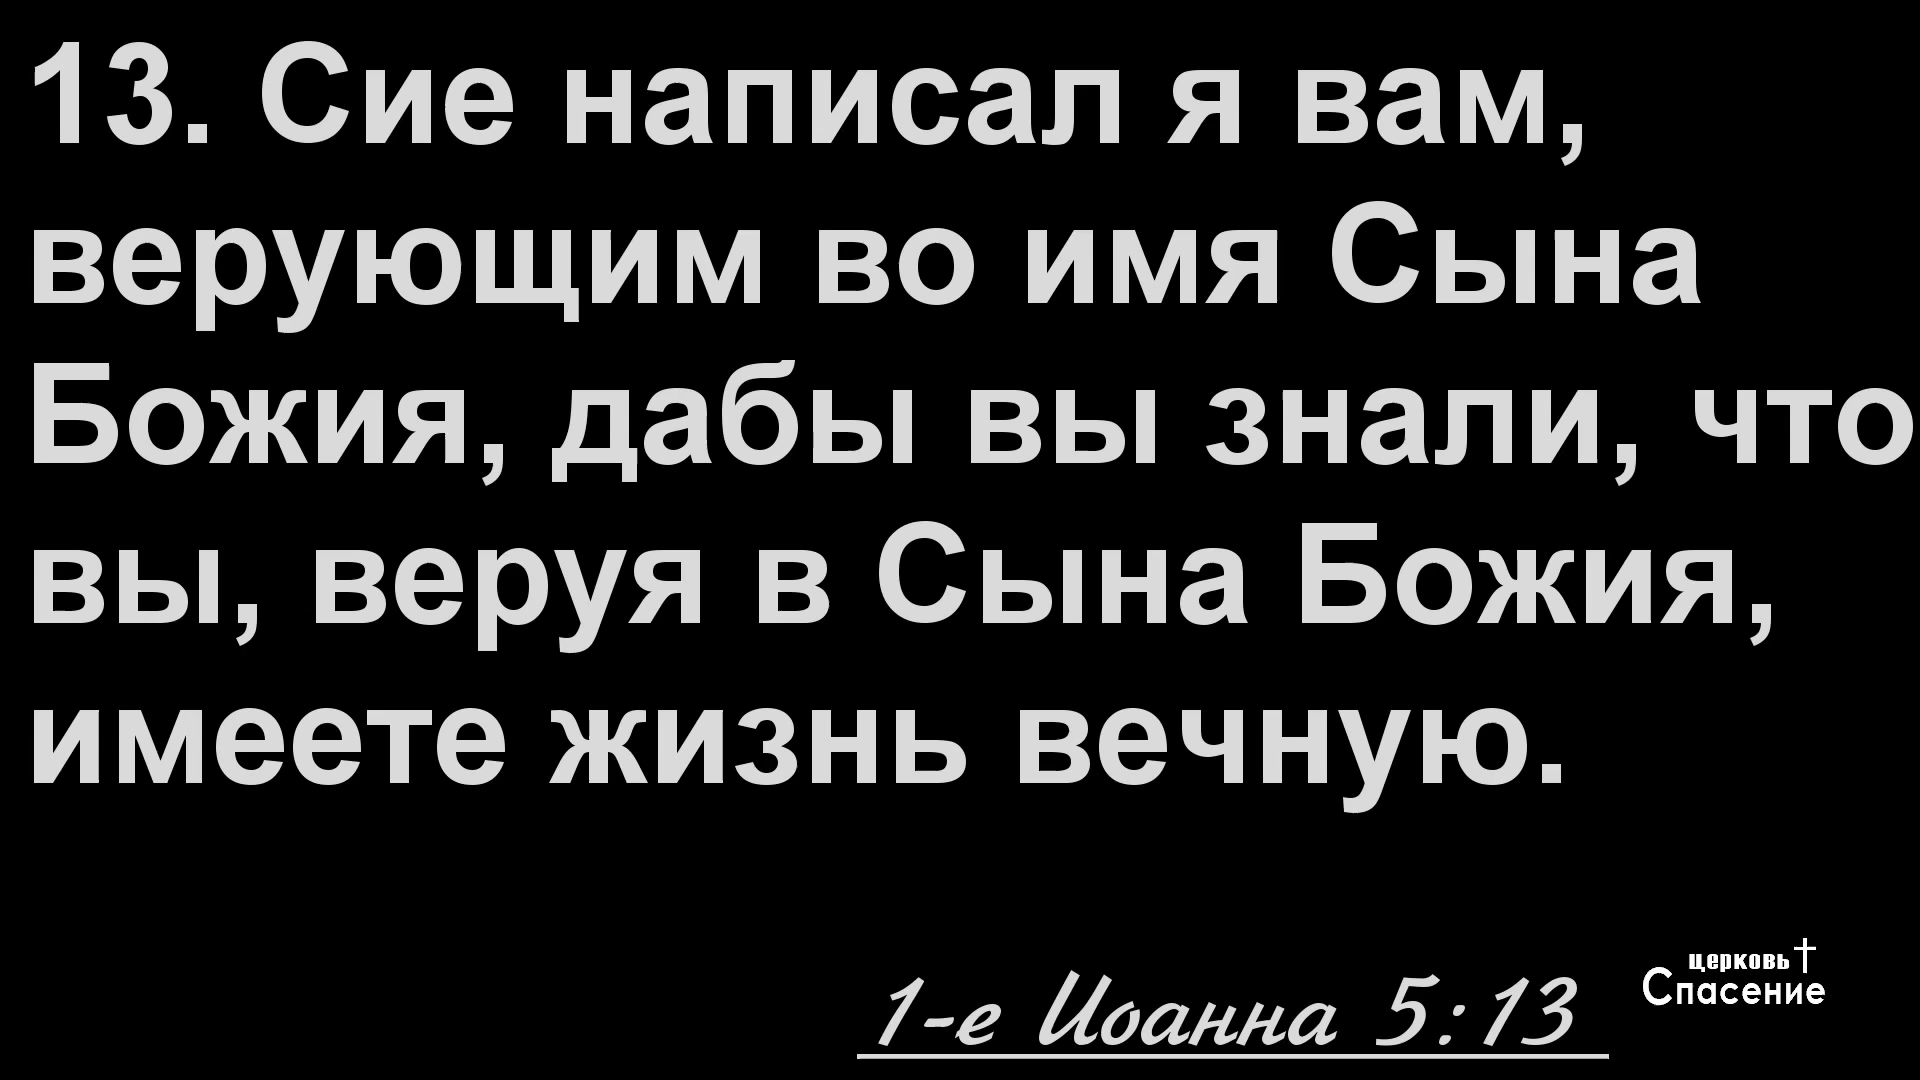 13. Сие написал я вам,
верующим во имя Сына
Божия, дабы вы знали, что
вы, веруя в Сына Божия,
имеете жизнь вечную.
1-е Иоанна 5:13
церковь
Спасение